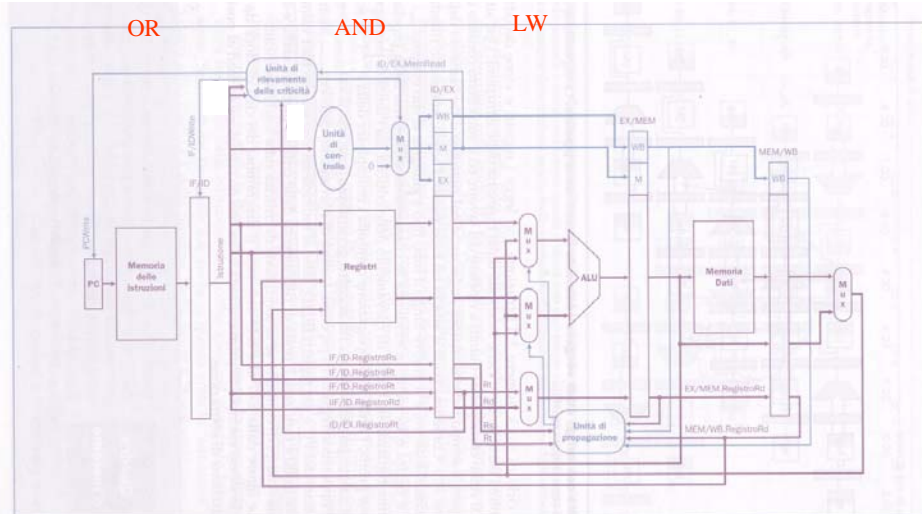 OR
AND
LW
Unità di
rilevamento
delle criticità
ID/EX.MemRead
ID/EX
IF/IDWrite
Unità
di
con-
trollo
M
u
x
0
WB
M
EX
EX/MEM
WB
M
MEM/WB
WB
IF/ID
PCWrite
PC
Memoria
delle
istruzioni
Istruzione
Registri
M
u
x
M
u
x
ALU
Memoria
Dati
M
u
x
IF/ID.RegistroRs
IF/ID.RegistroRt
IF/ID.RegistroRt
IIF/ID.RegistroRd
ID/EX.RegistroRt
Rt
Rd
Rs
Rt
M
u
x
Unità di
propagazione
EX/MEM.RegistroRd
MEM/WB.RegistroRd